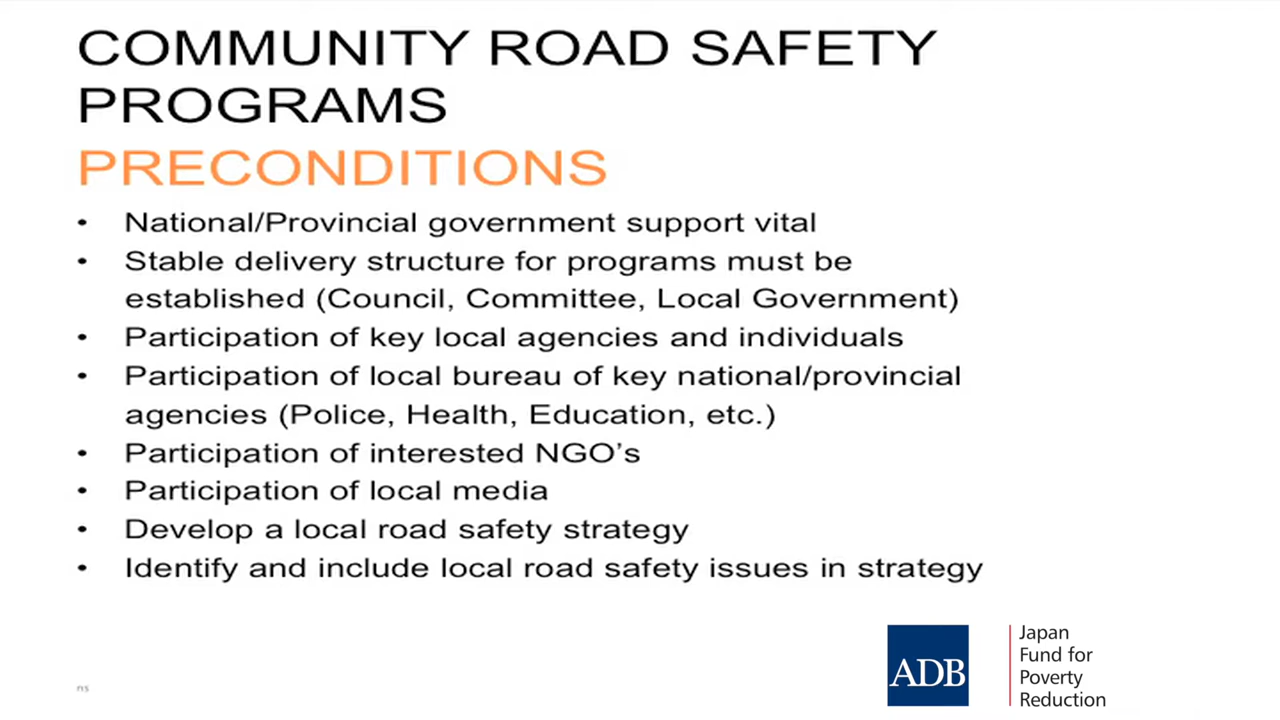 COMMUNITY ROAD SAFETY
PROGRAMS
PRECONDITIONS
• National/Provincial government support vital
• Stable delivery structure for programs must be
established (Council, Committee, Local Government)
• Participation of key local agencies and individuals
• Participation of local bureau of key national/provincial
agencies (Police, Health, Education, etc.)
• Participation of interested NGO’s
• Participation of local media
• Develop a local road safety strategy
• Identify and include local road safety issues in strategy
ADB
Japan
Fund for
Poverty
Reduction